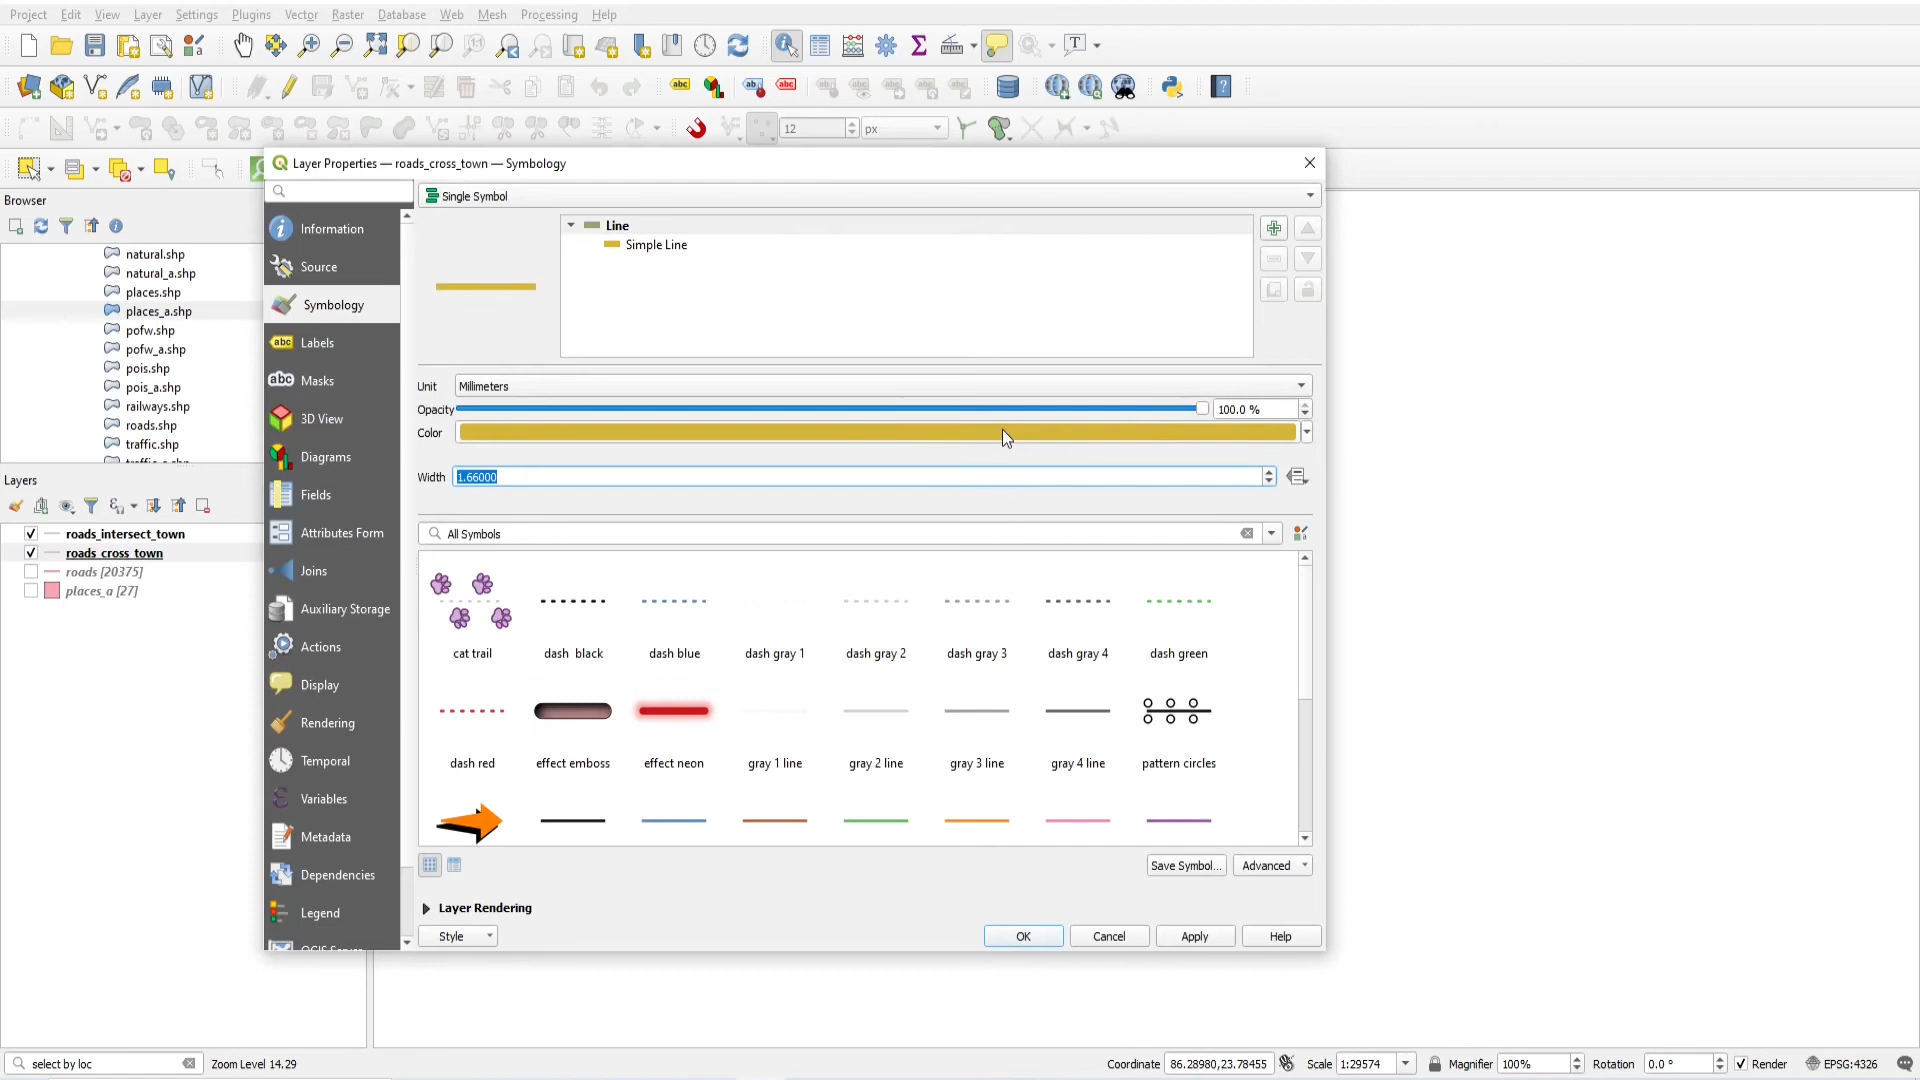 Project Edit View Layer Settings Plugins Vector Raster Database Web Mesh Processing Help
12 px
Layer Properties — roads_cross_town — Symbology
Browser
natural.shp
natural_a.shp
places.shp
places_a.shp
pofw.shp
pofw_a.shp
pois.shp
pois_a.shp
railways.shp
roads.shp
traffic.shp
Layers
roads_intersect_town
roads_cross_town
roads [20375]
places_a [27]
Information
Source
Symbology
Labels
Masks
3D View
Diagrams
Fields
Attributes Form
Joins
Auxiliary Storage
Actions
Display
Rendering
Temporal
Variables
Metadata
Dependencies
Legend
Single Symbol
Line
Simple Line
Unit Millimeters
Opacity 100.0 %
Color
Width 1.66000
All Symbols
cat trail dash  black dash blue dash gray 1 dash gray 2 dash gray 3 dash gray 4 dash green
dash red effect emboss effect neon gray 1 line gray 2 line gray 3 line gray 4 line pattern circles
Save Symbol... Advanced
Layer Rendering
Style OK Cancel Apply Help
select by loc Zoom Level 14.29 Coordinate 86.28980,23.78455 Scale 1:29574 Magnifier 100% Rotation 0.0 ° Render EPSG:4326